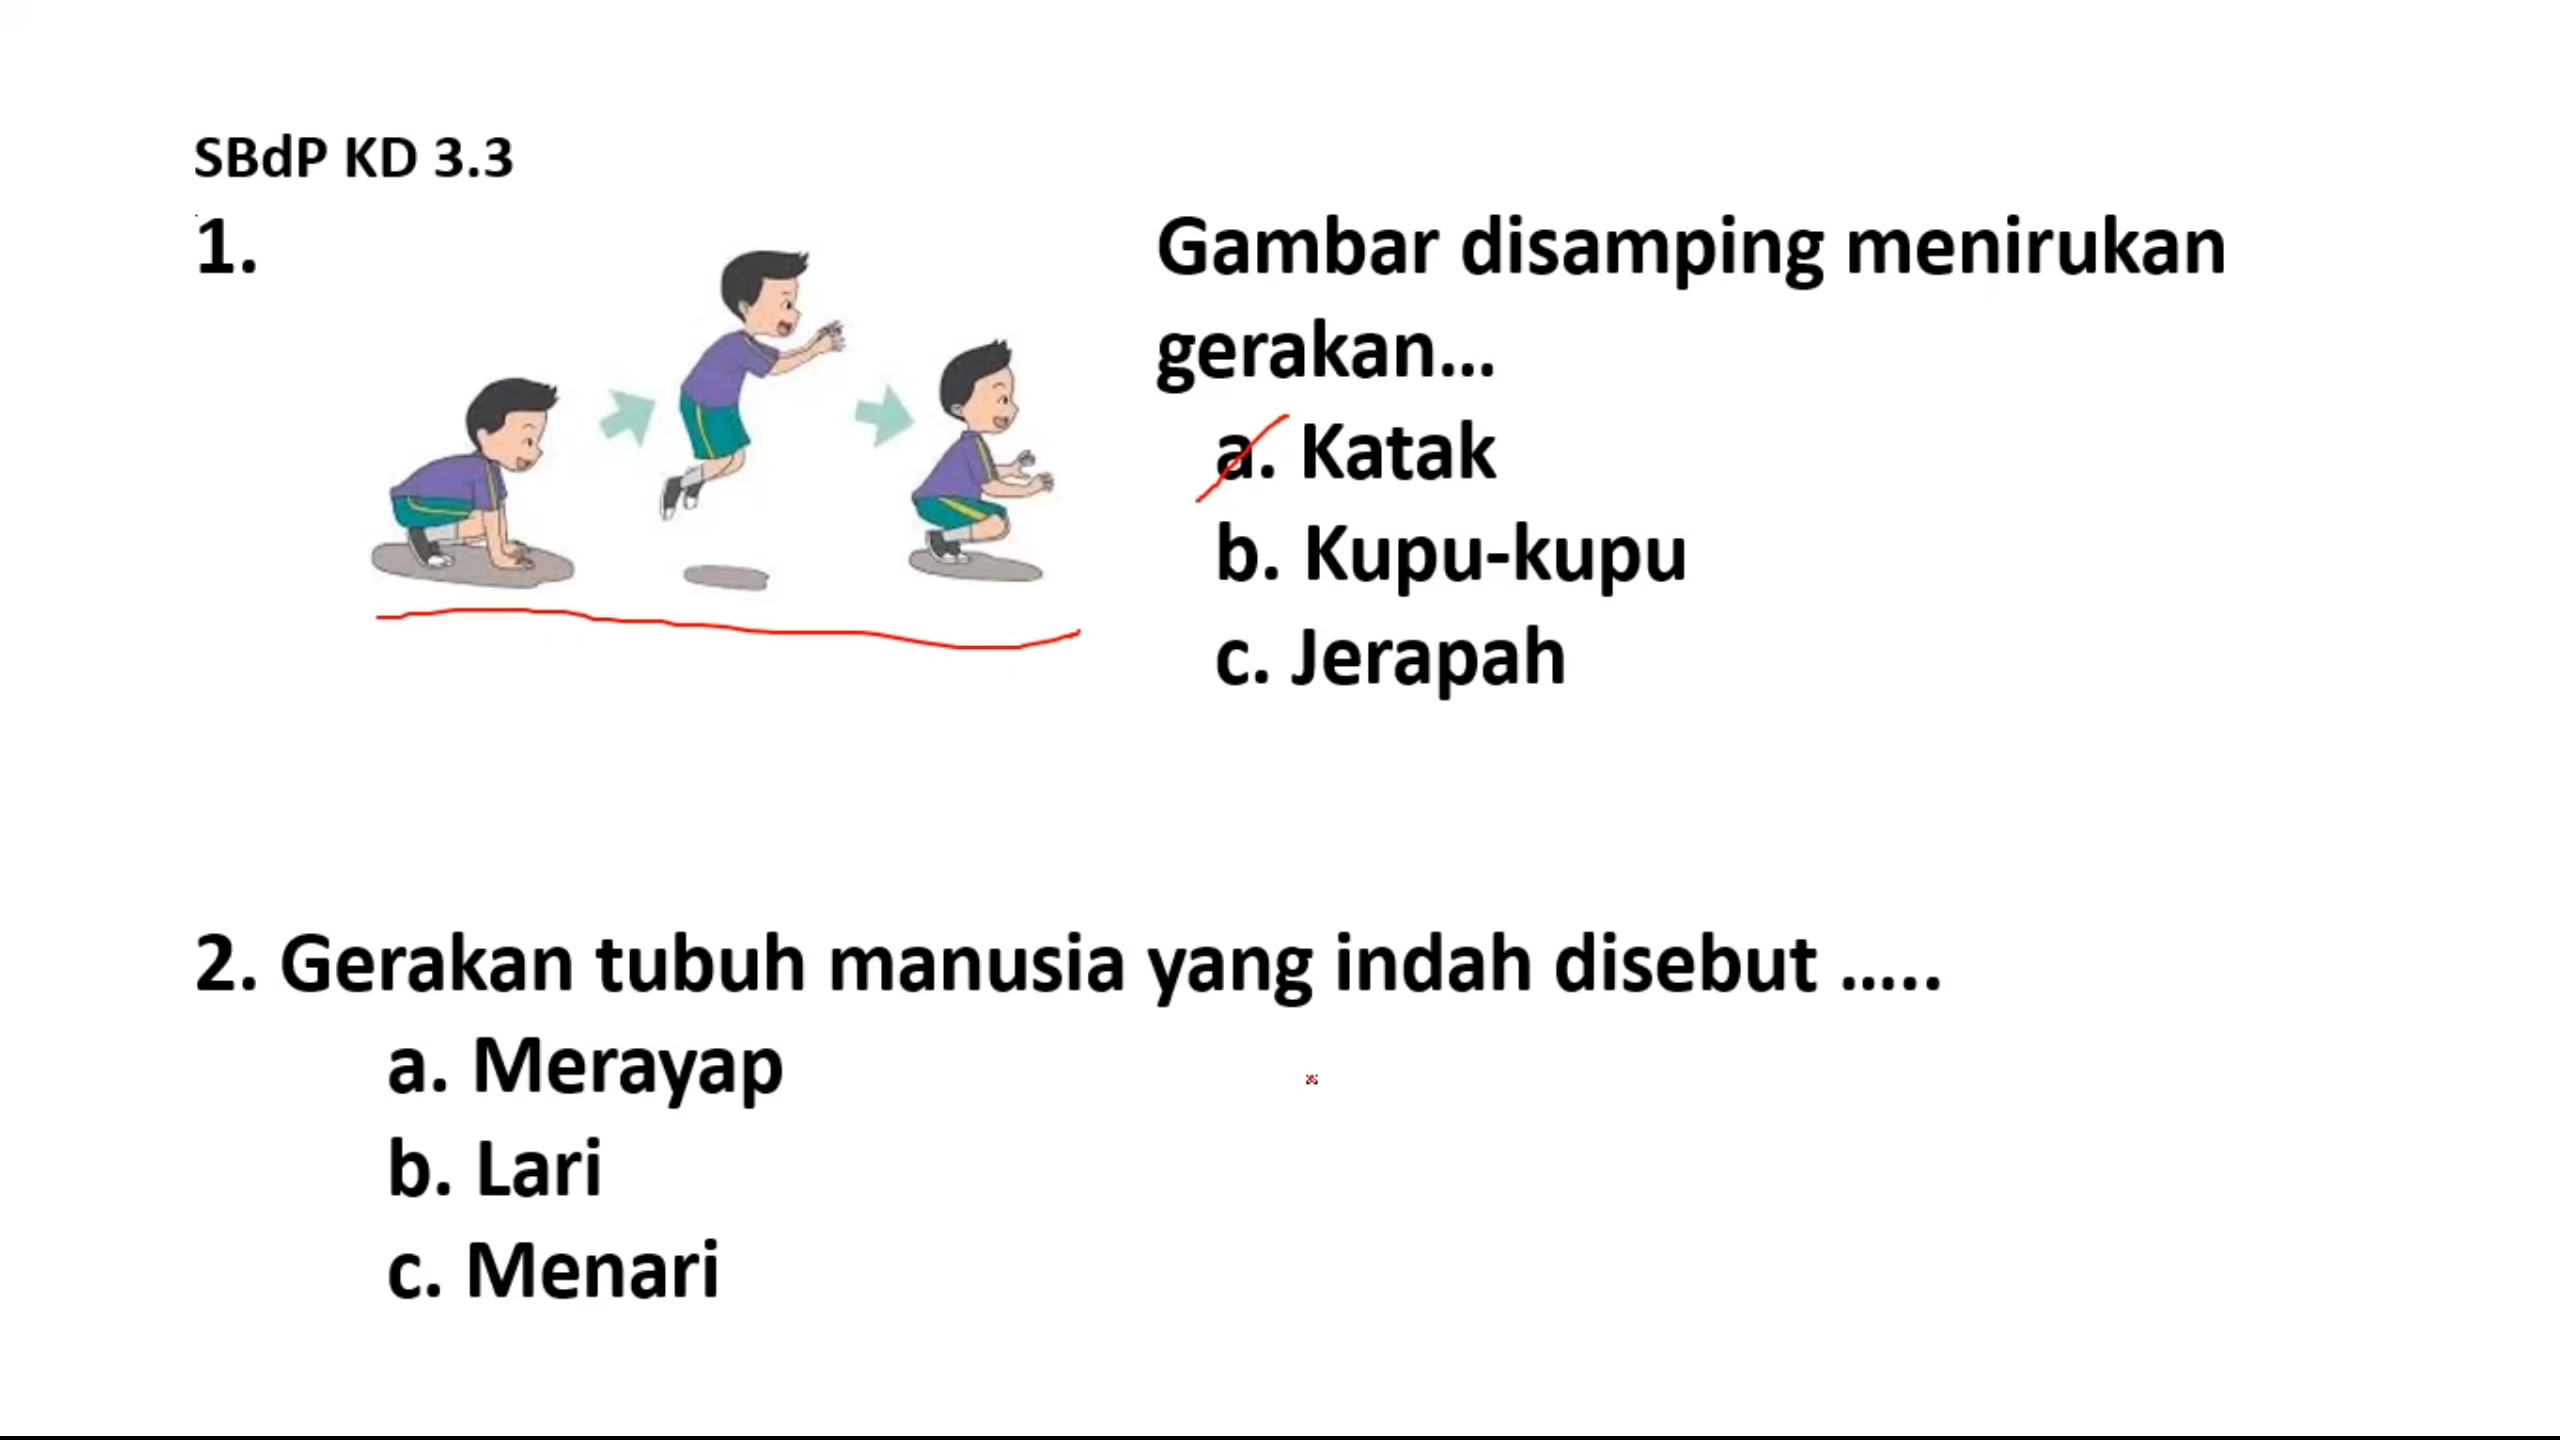 SBdP KD 3.3
1.
Gambar disamping menirukan
gerakan...
a. Katak
b. Kupu-kupu
c. Jerapah
2. Gerakan tubuh manusia yang indah disebut .....
a. Merayap
b. Lari
c. Menari